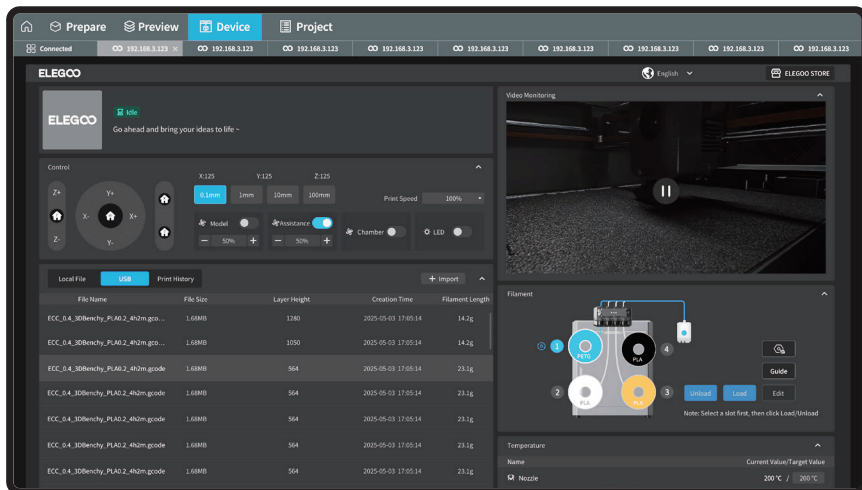 Prepare Preview Device Project
Connected 192.168.3.123 × 192.168.3.123 192.168.3.123 192.168.3.123 192.168.3.123 192.168.3.123 192.168.3.123 192.168.3.123 192.168.3.123
ELEGOO English ELEGOO STORE
ELEGOO
Idle
Go ahead and bring your ideas to life ~
Control
X:125 Y:125 Z:125
0.1mm 1mm 10mm 100mm Print Speed 100%
Z+ Y+ X- X+ Z- Y-
Model Assistance Chamber LED
− 50% + − 50% +
Local File USB Print History + Import
File Name File Size Layer Height Creation Time Filament Length
ECC_0.4_3DBenchy_PLA0.2_4h2m.gco... 1.68MB 1280 2025-05-03 17:05:14 14.2g
ECC_0.4_3DBenchy_PLA0.2_4h2m.gco... 1.68MB 1050 2025-05-03 17:05:14 14.2g
ECC_0.4_3DBenchy_PLA0.2_4h2m.gcode 1.68MB 564 2025-05-03 17:05:14 23.1g
ECC_0.4_3DBenchy_PLA0.2_4h2m.gcode 1.68MB 564 2025-05-03 17:05:14 23.1g
ECC_0.4_3DBenchy_PLA0.2_4h2m.gcode 1.68MB 564 2025-05-03 17:05:14 23.1g
ECC_0.4_3DBenchy_PLA0.2_4h2m.gcode 1.68MB 564 2025-05-03 17:05:14 23.1g
ECC_0.4_3DBenchy_PLA0.2_4h2m.gcode 1.68MB 564 2025-05-03 17:05:14 23.1g
Video Monitoring
Filament
1 PETG PLA 4
2 PLA PLA 3
Guide
Unload Load Edit
Note: Select a slot first, then click Load/Unload
Temperature
Name Current Value/Target Value
Nozzle 200 °C / 200 °C